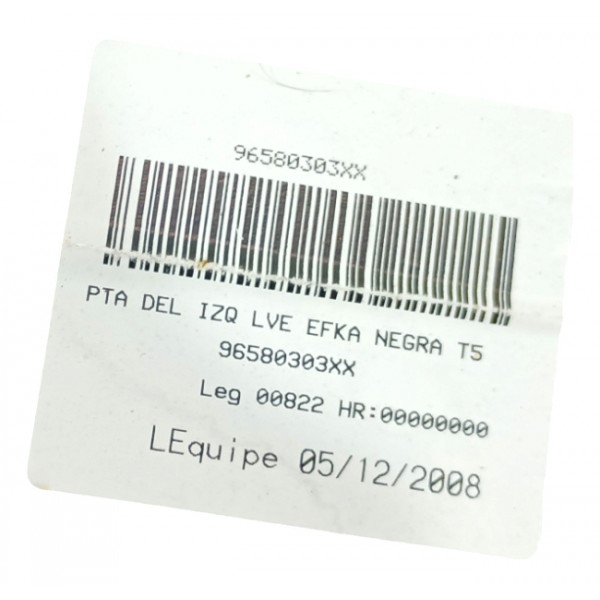 96580303XX
PTA DEL IZQ LVE EFKA NEGRA T5
96580303XX
Leg 00822 HR:00000000
LEquipe 05/12/2008